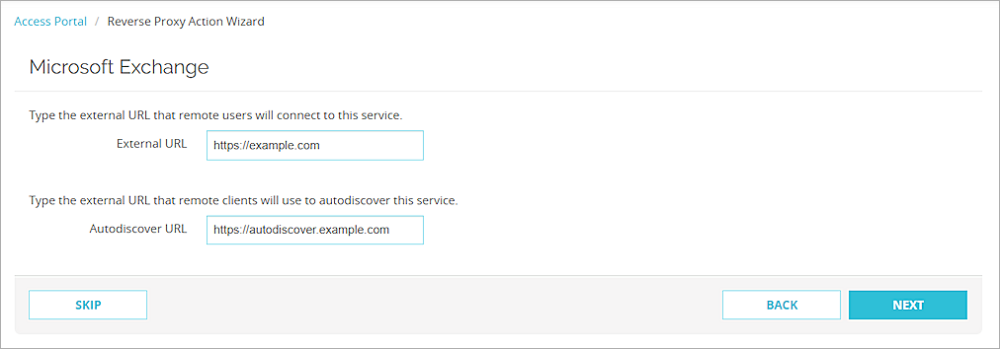 Access Portal / Reverse Proxy Action Wizard
Microsoft Exchange
Type the external URL that remote users will connect to this service.
External URL https://example.com
Type the external URL that remote clients will use to autodiscover this service.
Autodiscover URL https://autodiscover.example.com
SKIP BACK NEXT